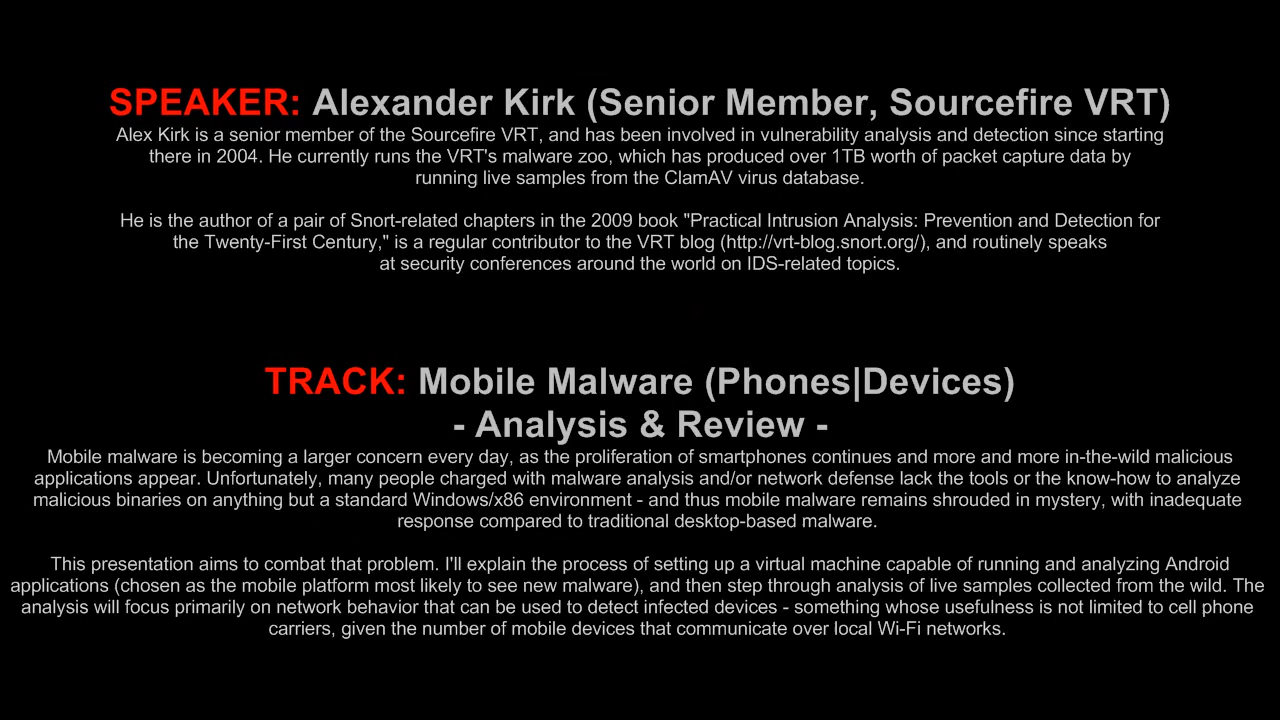 SPEAKER: Alexander Kirk (Senior Member, Sourcefire VRT)
Alex Kirk is a senior member of the Sourcefire VRT, and has been involved in vulnerability analysis and detection since starting
there in 2004. He currently runs the VRT's malware zoo, which has produced over 1TB worth of packet capture data by
running live samples from the ClamAV virus database.
He is the author of a pair of Snort-related chapters in the 2009 book "Practical Intrusion Analysis: Prevention and Detection for
the Twenty-First Century," is a regular contributor to the VRT blog (http://vrt-blog.snort.org/), and routinely speaks
at security conferences around the world on IDS-related topics.
TRACK: Mobile Malware (Phones|Devices)
- Analysis & Review -
Mobile malware is becoming a larger concern every day, as the proliferation of smartphones continues and more and more in-the-wild malicious
applications appear. Unfortunately, many people charged with malware analysis and/or network defense lack the tools or the know-how to analyze
malicious binaries on anything but a standard Windows/x86 environment - and thus mobile malware remains shrouded in mystery, with inadequate
response compared to traditional desktop-based malware.
This presentation aims to combat that problem. I'll explain the process of setting up a virtual machine capable of running and analyzing Android
applications (chosen as the mobile platform most likely to see new malware), and then step through analysis of live samples collected from the wild. The
analysis will focus primarily on network behavior that can be used to detect infected devices - something whose usefulness is not limited to cell phone
carriers, given the number of mobile devices that communicate over local Wi-Fi networks.